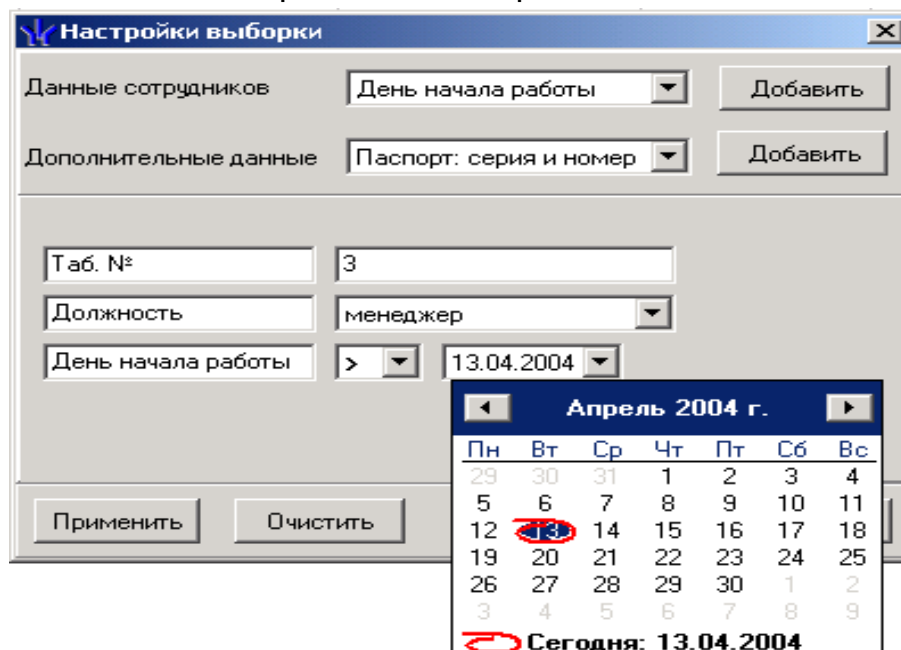 Настройки выборки
Данные сотрудников День начала работы Добавить
Дополнительные данные Паспорт: серия и номер Добавить
Таб. № 3
Должность менеджер
День начала работы > 13.04.2004
Апрель 2004 г.
Пн Вт Ср Чт Пт Сб Вс
29 30 31 1 2 3 4
5 6 7 8 9 10 11
Применить Очистить 12 13 14 15 16 17 18
19 20 21 22 23 24 25
26 27 28 29 30 1 2
3 4 5 6 7 8 9
Сегодня: 13.04.2004